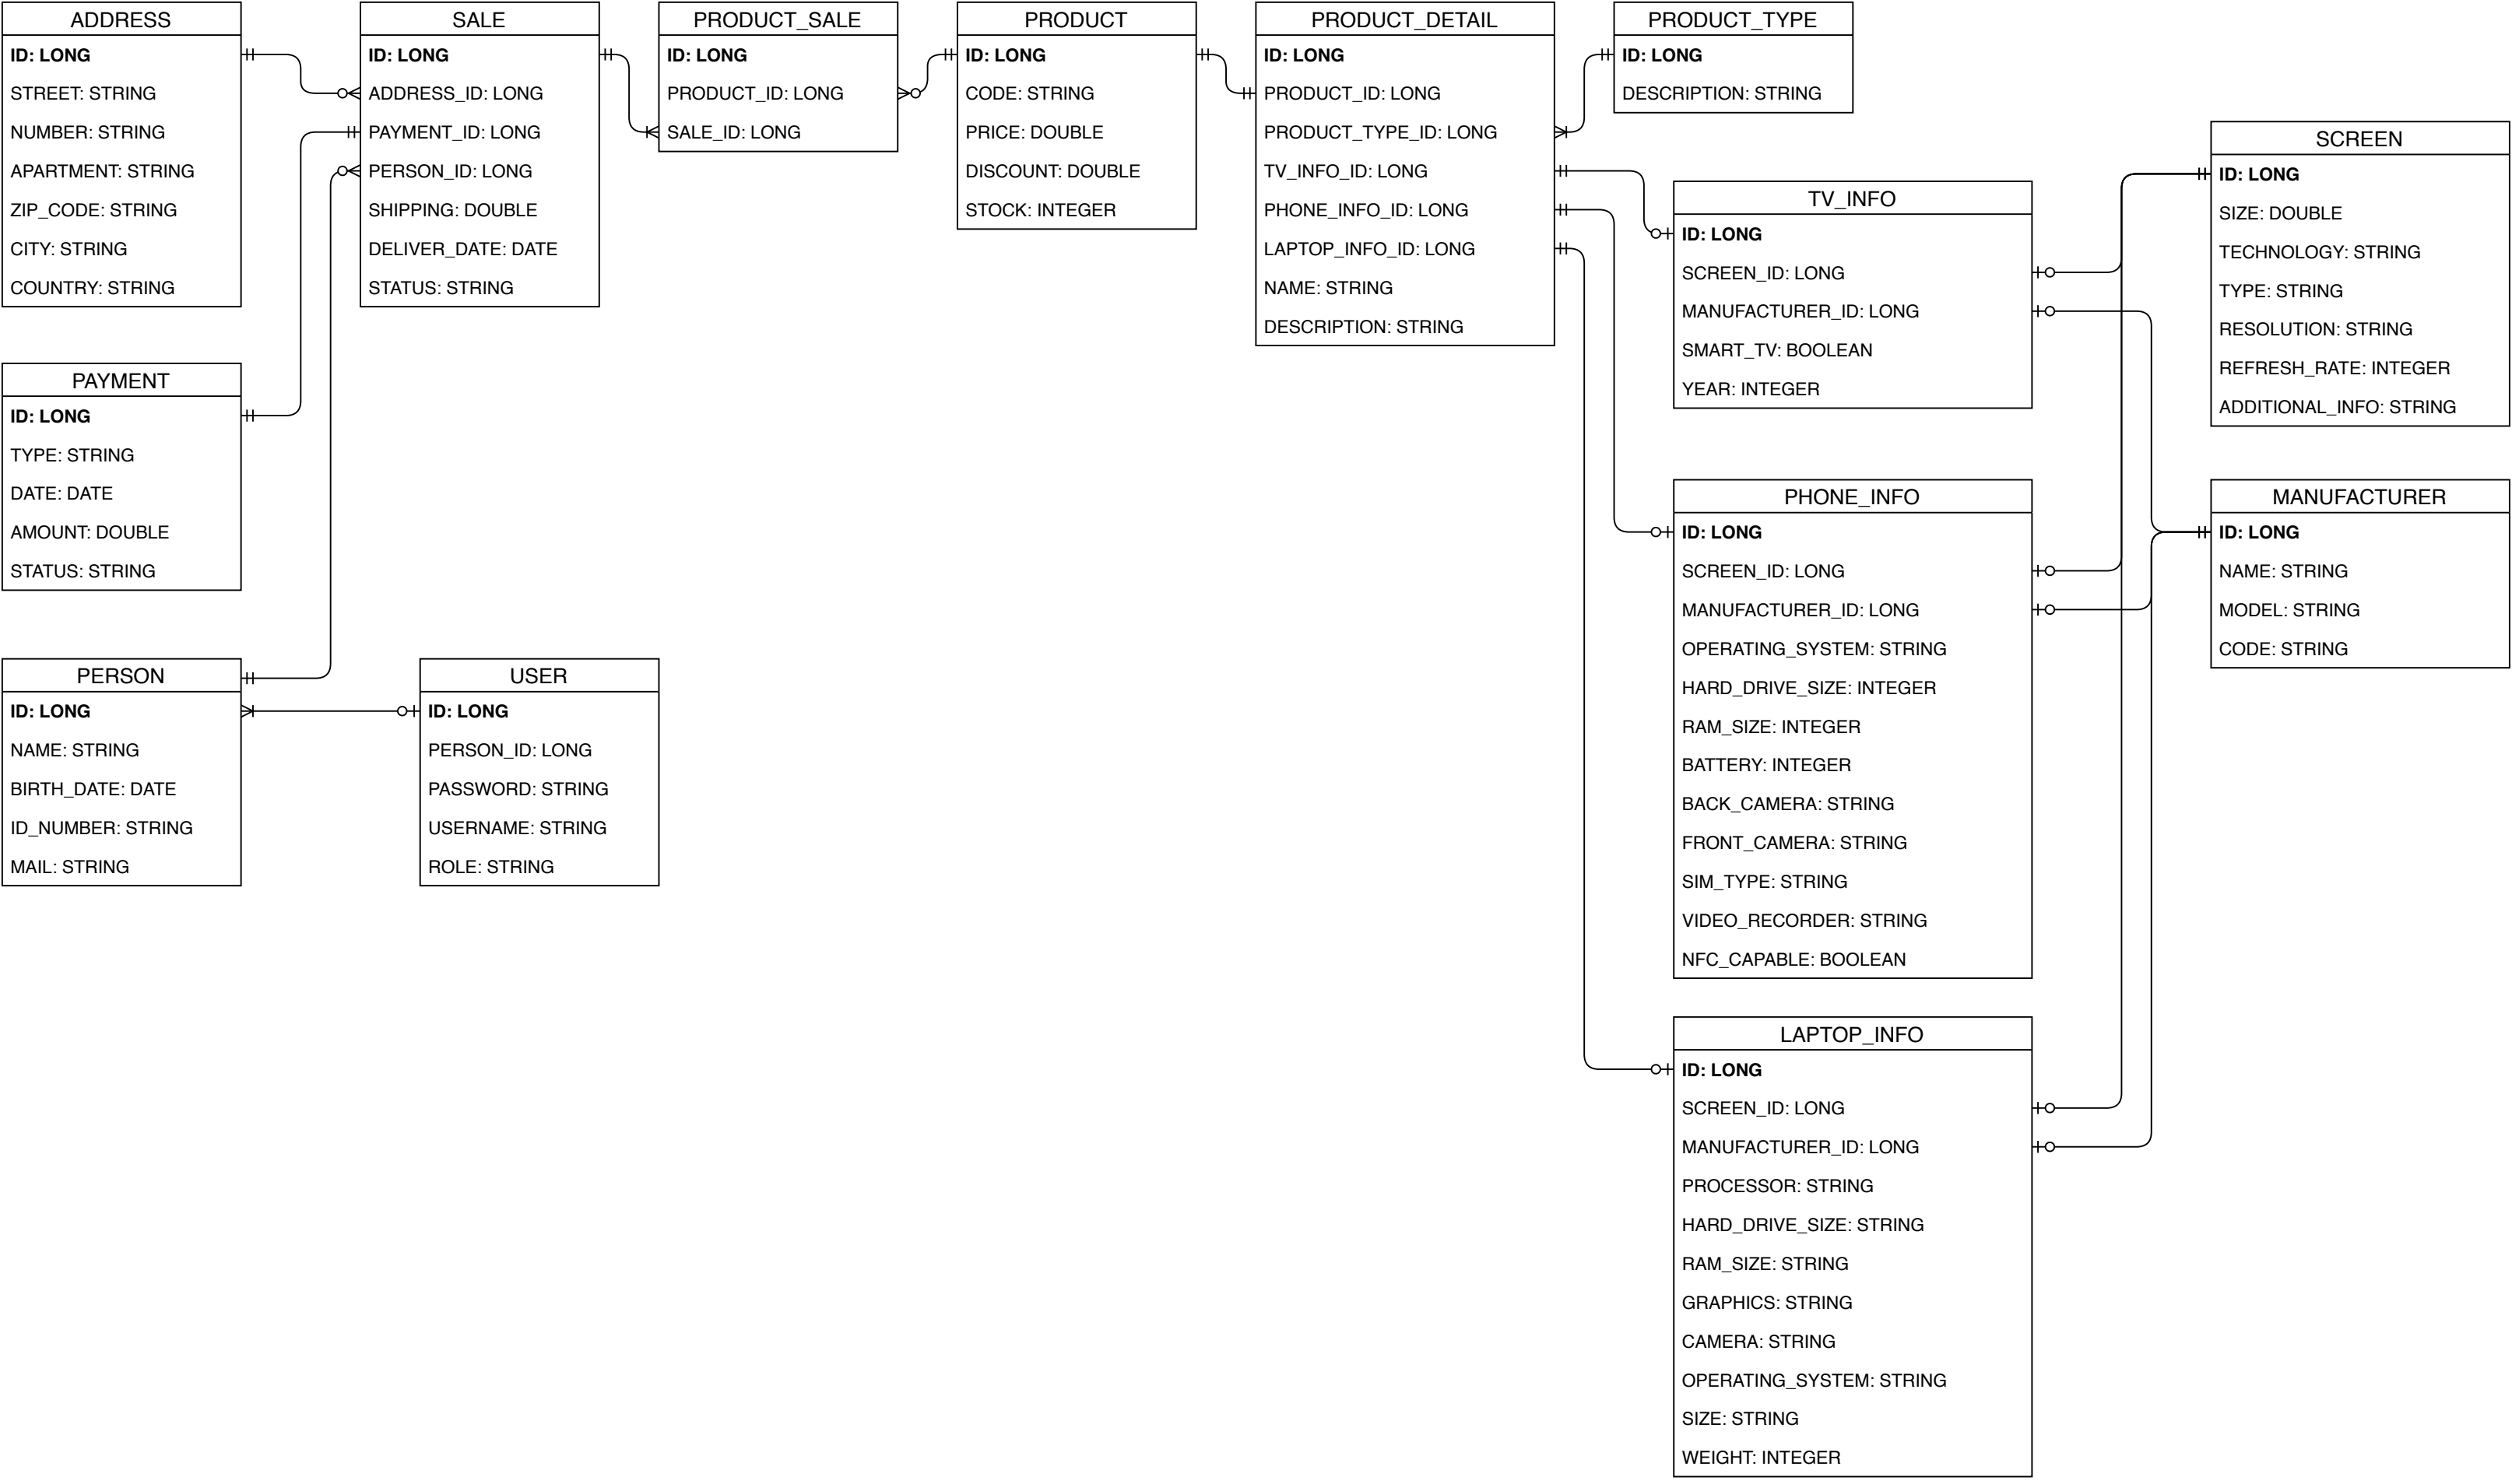 ADDRESS
ID: LONG
STREET: STRING
NUMBER: STRING
APARTMENT: STRING
ZIP_CODE: STRING
CITY: STRING
COUNTRY: STRING
SALE
ID: LONG
ADDRESS_ID: LONG
PAYMENT_ID: LONG
PERSON_ID: LONG
SHIPPING: DOUBLE
DELIVER_DATE: DATE
STATUS: STRING
PRODUCT_SALE
ID: LONG
PRODUCT_ID: LONG
SALE_ID: LONG
PRODUCT
ID: LONG
CODE: STRING
PRICE: DOUBLE
DISCOUNT: DOUBLE
STOCK: INTEGER
PRODUCT_DETAIL
ID: LONG
PRODUCT_ID: LONG
PRODUCT_TYPE_ID: LONG
TV_INFO_ID: LONG
PHONE_INFO_ID: LONG
LAPTOP_INFO_ID: LONG
NAME: STRING
DESCRIPTION: STRING
PRODUCT_TYPE
ID: LONG
DESCRIPTION: STRING
TV_INFO
ID: LONG
SCREEN_ID: LONG
MANUFACTURER_ID: LONG
SMART_TV: BOOLEAN
YEAR: INTEGER
SCREEN
ID: LONG
SIZE: DOUBLE
TECHNOLOGY: STRING
TYPE: STRING
RESOLUTION: STRING
REFRESH_RATE: INTEGER
ADDITIONAL_INFO: STRING
PAYMENT
ID: LONG
TYPE: STRING
DATE: DATE
AMOUNT: DOUBLE
STATUS: STRING
PHONE_INFO
ID: LONG
SCREEN_ID: LONG
MANUFACTURER_ID: LONG
OPERATING_SYSTEM: STRING
HARD_DRIVE_SIZE: INTEGER
RAM_SIZE: INTEGER
BATTERY: INTEGER
BACK_CAMERA: STRING
FRONT_CAMERA: STRING
SIM_TYPE: STRING
VIDEO_RECORDER: STRING
NFC_CAPABLE: BOOLEAN
MANUFACTURER
ID: LONG
NAME: STRING
MODEL: STRING
CODE: STRING
PERSON
ID: LONG
NAME: STRING
BIRTH_DATE: DATE
ID_NUMBER: STRING
MAIL: STRING
USER
ID: LONG
PERSON_ID: LONG
PASSWORD: STRING
USERNAME: STRING
ROLE: STRING
LAPTOP_INFO
ID: LONG
SCREEN_ID: LONG
MANUFACTURER_ID: LONG
PROCESSOR: STRING
HARD_DRIVE_SIZE: STRING
RAM_SIZE: STRING
GRAPHICS: STRING
CAMERA: STRING
OPERATING_SYSTEM: STRING
SIZE: STRING
WEIGHT: INTEGER